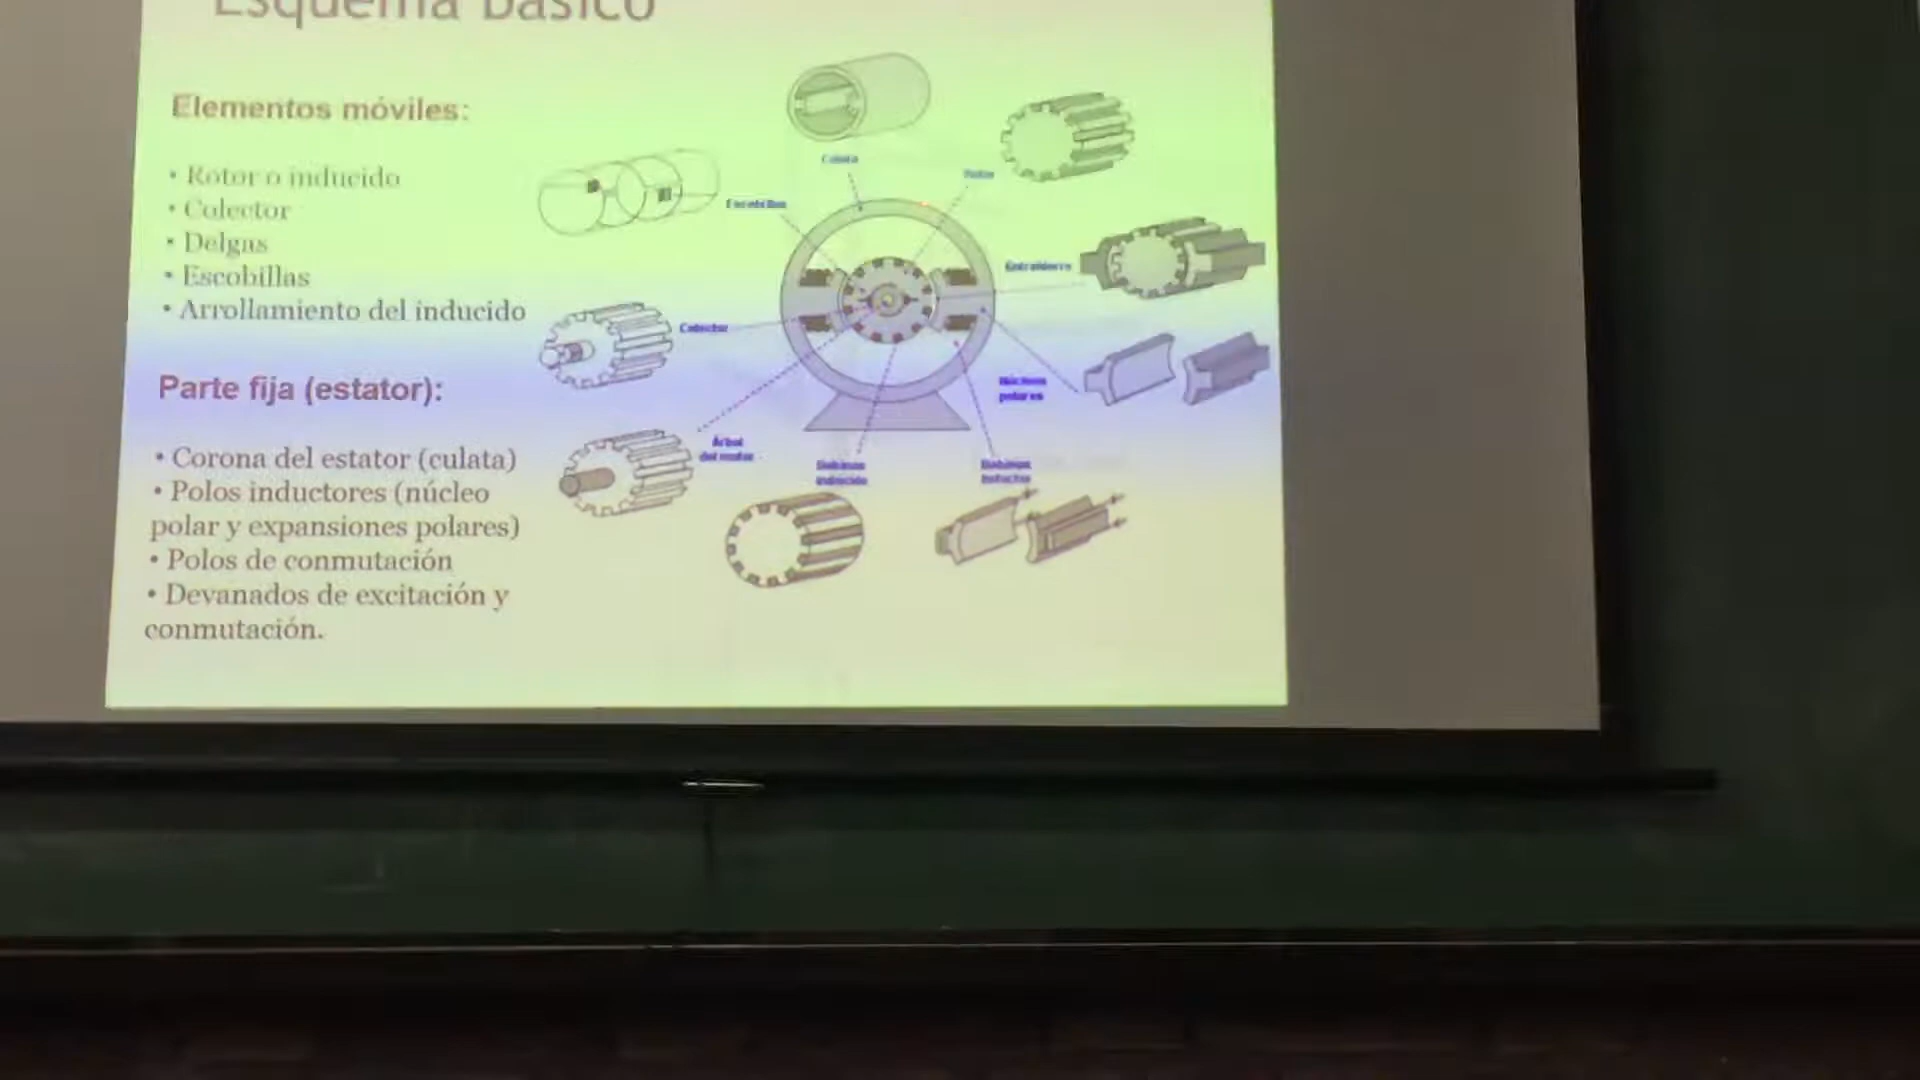 Esquema Básico
Elementos móviles:
• Rotor o inducido
• Colector
• Delgas
• Escobillas
• Arrollamiento del inducido
Parte fija (estator):
• Corona del estator (culata)
• Polos inductores (núcleo
polar y expansiones polares)
• Polos de conmutación
• Devanados de excitación y
conmutación.
Culata
Rotor
Escobillas
Entrehierro
Colector
Núcleos
polares
Árbol
del motor
Bobinas
inducido
Bobinas
inductor